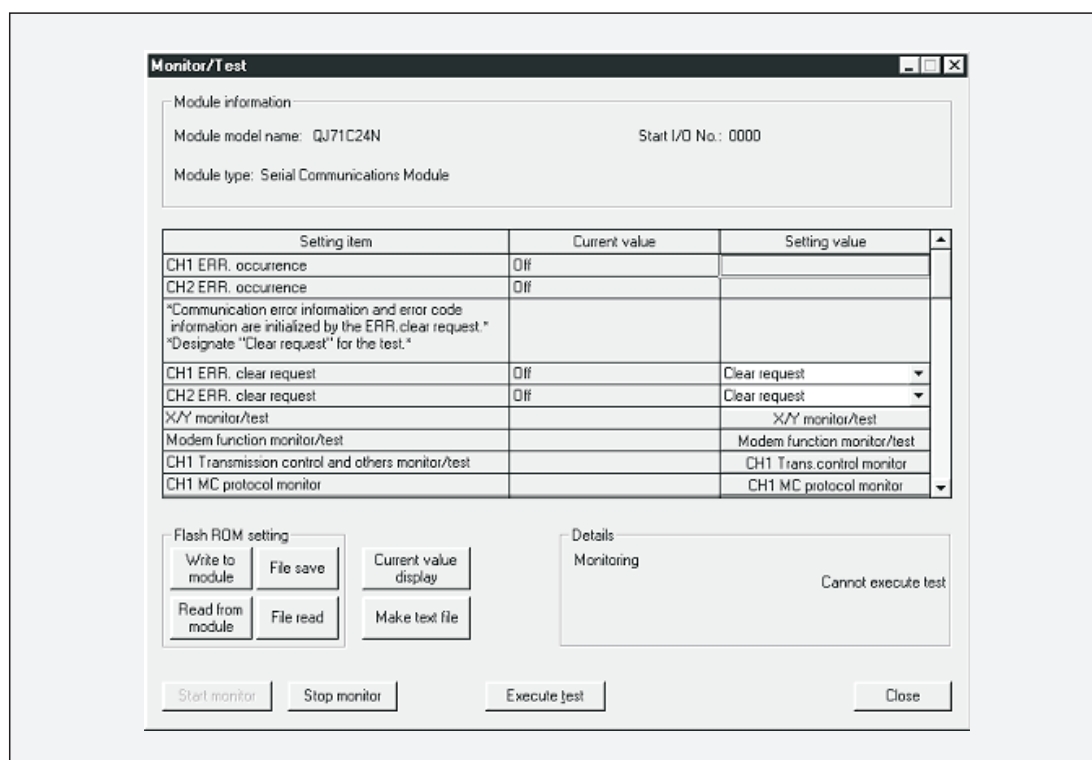 Monitor/Test
Module information
Module model name: QJ71C24N
Start I/O No.: 0000
Module type: Serial Communications Module
Setting item Current value Setting value
CH1 ERR. occurrence Off
CH2 ERR. occurrence Off
*Communication error information and error code
information are initialized by the ERR.clear request.*
*Designate "Clear request" for the test.*
CH1 ERR. clear request Off Clear request
CH2 ERR. clear request Off Clear request
X/Y monitor/test X/Y monitor/test
Modem function monitor/test Modem function monitor/test
CH1 Transmission control and others monitor/test CH1 Trans.control monitor
CH1 MC protocol monitor CH1 MC protocol monitor
Flash ROM setting
Write to
module
File save
Current value
display
Read from
module
File read
Make text file
Details
Monitoring
Cannot execute test
Start monitor
Stop monitor
Execute test
Close